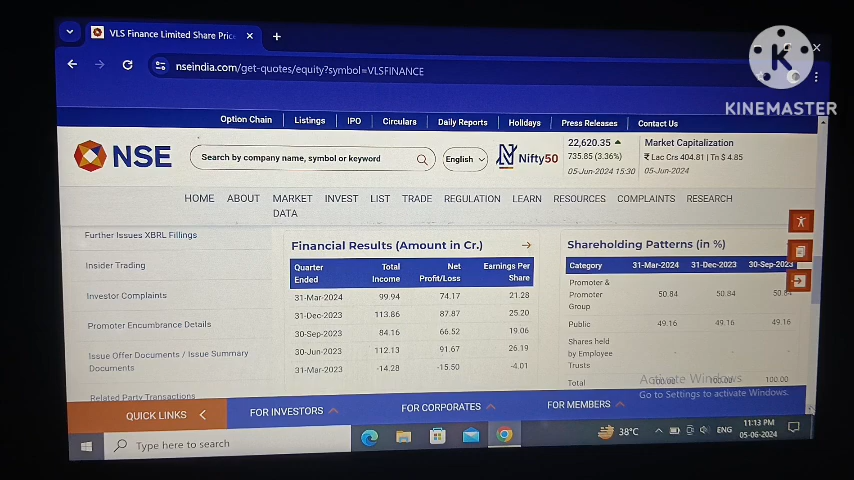 VLS Finance Limited Share Pric
nseindia.com/get-quotes/equity?symbol=VLSFINANCE
K
KINEMASTER
Option Chain Listings IPO Circulars Daily Reports Holidays Press Releases Contact Us
NSE
Search by company name, symbol or keyword
English
N Nifty50
22,620.35
735.85 (3.36%)
05-Jun-2024 15:30
Market Capitalization
₹ Lac Crs 404.81 | Tn $ 4.85
05-Jun-2024
HOME ABOUT MARKET DATA INVEST LIST TRADE REGULATION LEARN RESOURCES COMPLAINTS RESEARCH
Further Issues XBRL Fillings
Insider Trading
Investor Complaints
Promoter Encumbrance Details
Issue Offer Documents / Issue Summary
Documents
Related Party Transactions
Financial Results (Amount in Cr.)
Quarter Ended Total Income Net Profit/Loss Earnings Per Share
31-Mar-2024 99.94 74.17 21.28
31-Dec-2023 113.86 87.87 25.20
30-Sep-2023 84.16 66.52 19.06
30-Jun-2023 112.13 91.67 26.19
31-Mar-2023 -14.28 -15.50 -4.01
Shareholding Patterns (in %)
Category 31-Mar-2024 31-Dec-2023 30-Sep-2023
Promoter & Promoter Group 50.84 50.84 50.84
Public 49.16 49.16 49.16
Shares held by Employee Trusts - - -
Total 100.00 100.00 100.00
Activate Windows
Go to Settings to activate Windows.
QUICK LINKS
FOR INVESTORS
FOR CORPORATES
FOR MEMBERS
Type here to search
38°C
ENG
11:13 PM
05-06-2024